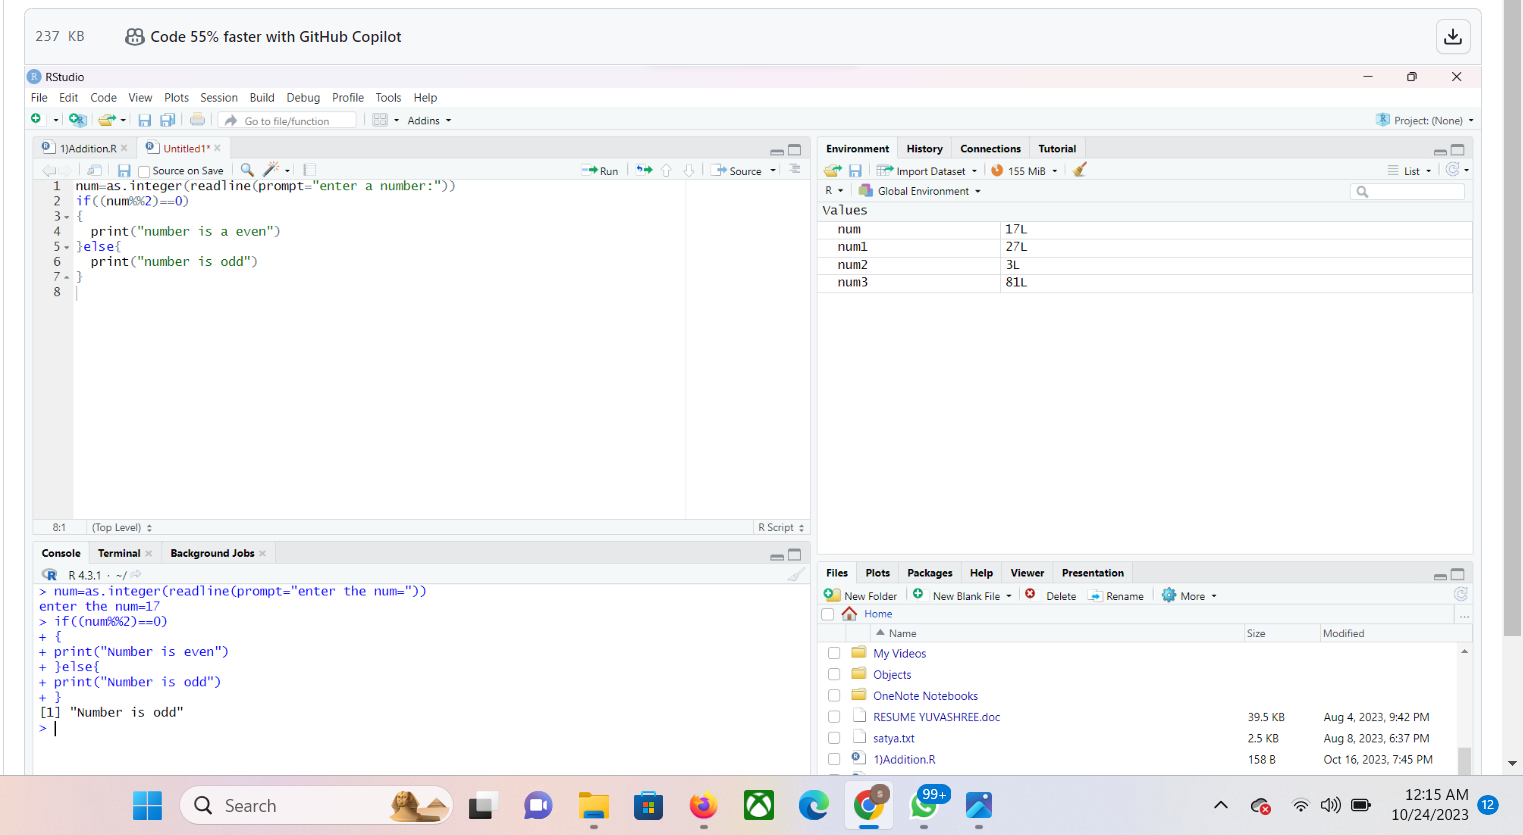 237 KB Code 55% faster with GitHub Copilot
RStudio
File Edit Code View Plots Session Build Debug Profile Tools Help
Go to file/function Addins Project: (None)
1)Addition.R Untitled1*
Source on Save Run Source
1 num=as.integer(readline(prompt="enter a number:"))
2 if((num%%2)==0)
3 {
4 print("number is a even")
5 }else{
6 print("number is odd")
7 }
8
8:1 (Top Level) R Script
Console Terminal Background Jobs
R 4.3.1 · ~/
> num=as.integer(readline(prompt="enter the num="))
enter the num=17
> if((num%%2)==0)
+ {
+ print("Number is even")
+ }else{
+ print("Number is odd")
+ }
[1] "Number is odd"
>
Environment History Connections Tutorial
Import Dataset 155 MiB List
R Global Environment
Values
num 17L
num1 27L
num2 3L
num3 81L
Files Plots Packages Help Viewer Presentation
New Folder New Blank File Delete Rename More
Home ...
Name Size Modified
My Videos
Objects
OneNote Notebooks
RESUME YUVASHREE.doc 39.5 KB Aug 4, 2023, 9:42 PM
satya.txt 2.5 KB Aug 8, 2023, 6:37 PM
1)Addition.R 158 B Oct 16, 2023, 7:45 PM
Search S 99+ 12:15 AM
10/24/2023 12